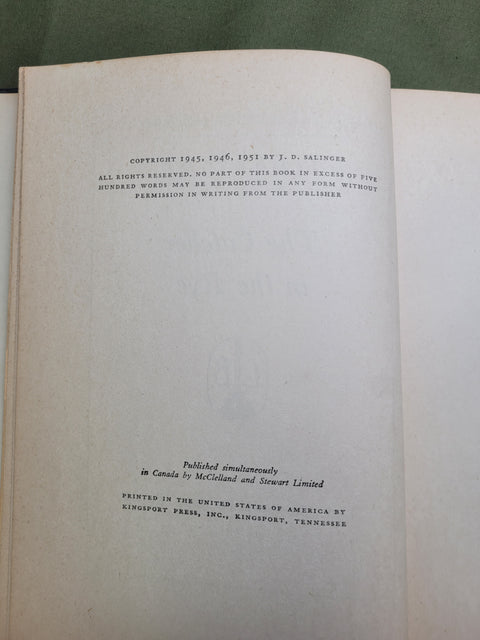 COPYRIGHT 1945, 1946, 1951 BY J. D. SALINGER
ALL RIGHTS RESERVED. NO PART OF THIS BOOK IN EXCESS OF FIVE
HUNDRED WORDS MAY BE REPRODUCED IN ANY FORM WITHOUT
PERMISSION IN WRITING FROM THE PUBLISHER
Published simultaneously
in Canada by McClelland and Stewart Limited
PRINTED IN THE UNITED STATES OF AMERICA BY
KINGSPORT PRESS, INC., KINGSPORT, TENNESSEE